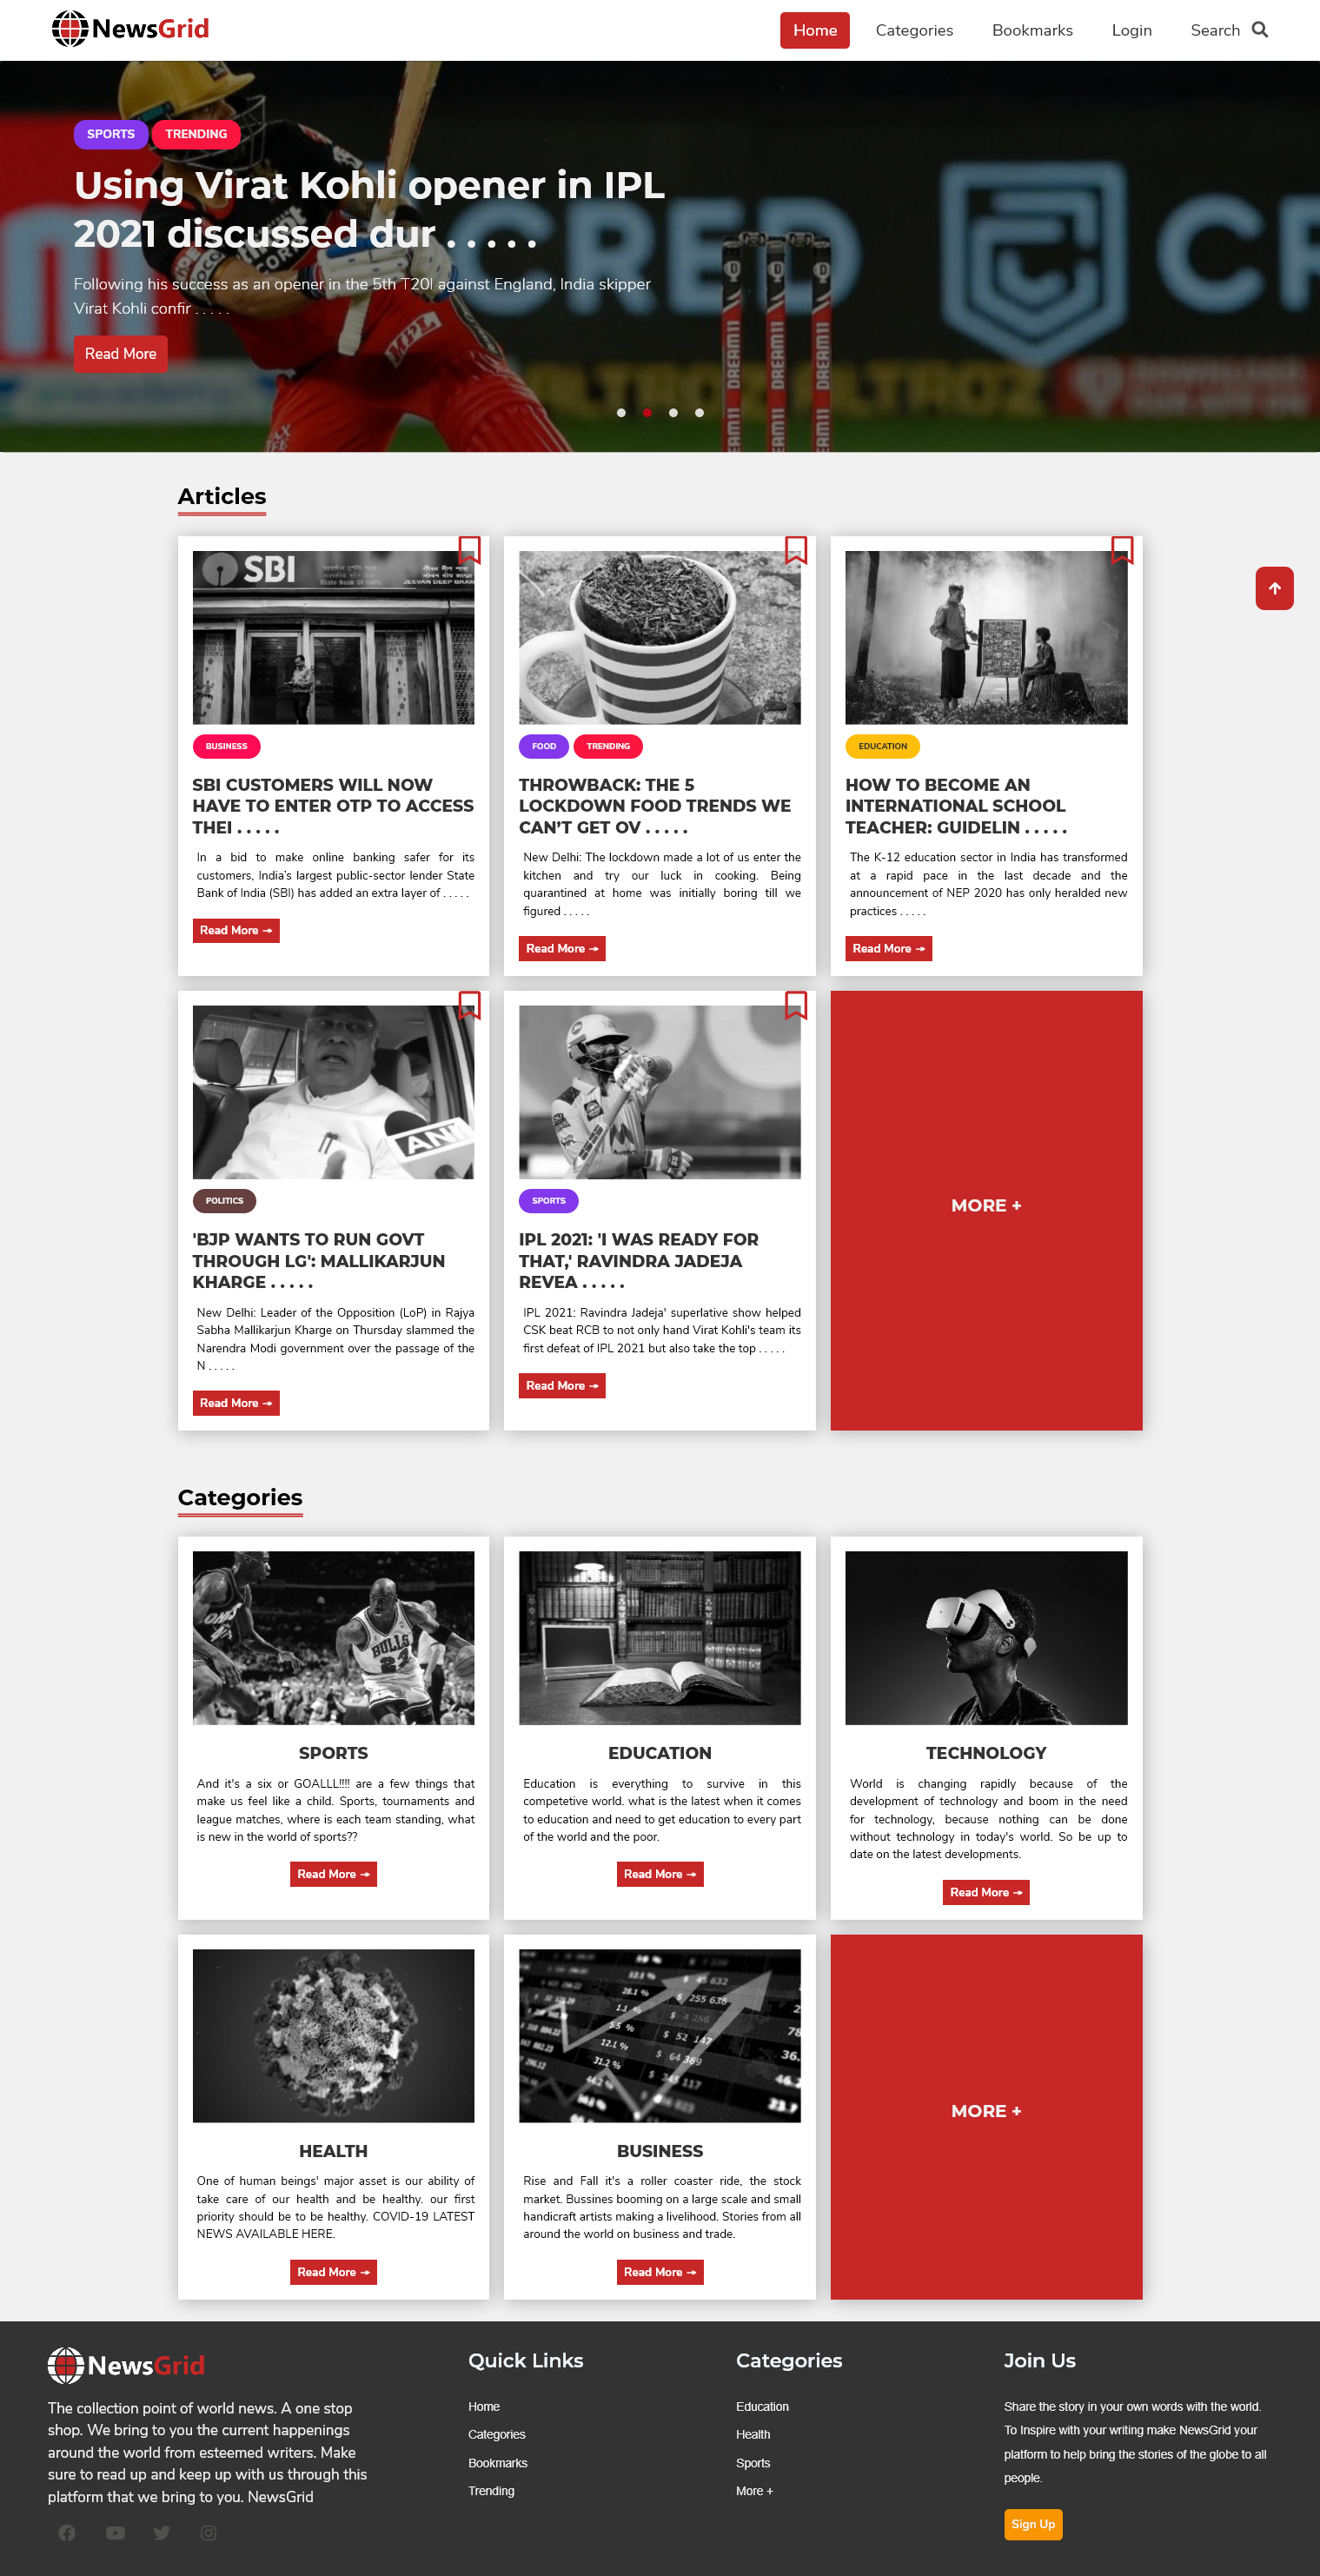 NewsGrid
Home Categories Bookmarks Login Search
SPORTS TRENDING
Using Virat Kohli opener in IPL
2021 discussed dur . . . . .
Following his success as an opener in the 5th T20I against England, India skipper
Virat Kohli confir . . . . .
Read More
DREAM11 DREAM11 DREAM11
Articles
SBI
BUSINESS
SBI CUSTOMERS WILL NOW
HAVE TO ENTER OTP TO ACCESS
THEI . . . . .
In a bid to make online banking safer for its
customers, India’s largest public-sector lender State
Bank of India (SBI) has added an extra layer of . . . . .
Read More ➛
FOOD TRENDING
THROWBACK: THE 5
LOCKDOWN FOOD TRENDS WE
CAN’T GET OV . . . . .
New Delhi: The lockdown made a lot of us enter the
kitchen and try our luck in cooking. Being
quarantined at home was initially boring till we
figured . . . . .
Read More ➛
EDUCATION
HOW TO BECOME AN
INTERNATIONAL SCHOOL
TEACHER: GUIDELIN . . . . .
The K-12 education sector in India has transformed
at a rapid pace in the last decade and the
announcement of NEP 2020 has only heralded new
practices . . . . .
Read More ➛
ANI
POLITICS
'BJP WANTS TO RUN GOVT
THROUGH LG': MALLIKARJUN
KHARGE . . . . .
New Delhi: Leader of the Opposition (LoP) in Rajya
Sabha Mallikarjun Kharge on Thursday slammed the
Narendra Modi government over the passage of the
N . . . . .
Read More ➛
SPORTS
IPL 2021: 'I WAS READY FOR
THAT,' RAVINDRA JADEJA
REVEA . . . . .
IPL 2021: Ravindra Jadeja' superlative show helped
CSK beat RCB to not only hand Virat Kohli's team its
first defeat of IPL 2021 but also take the top . . . . .
Read More ➛
MORE +
Categories
BULLS
SPORTS
And it's a six or GOALLL!!!! are a few things that
make us feel like a child. Sports, tournaments and
league matches, where is each team standing, what
is new in the world of sports??
Read More ➛
EDUCATION
Education is everything to survive in this
competetive world. what is the latest when it comes
to education and need to get education to every part
of the world and the poor.
Read More ➛
TECHNOLOGY
World is changing rapidly because of the
development of technology and boom in the need
for technology, because nothing can be done
without technology in today's world. So be up to
date on the latest developments.
Read More ➛
HEALTH
One of human beings' major asset is our ability of
take care of our health and be healthy. our first
priority should be to be healthy. COVID-19 LATEST
NEWS AVAILABLE HERE.
Read More ➛
BUSINESS
Rise and Fall it's a roller coaster ride, the stock
market. Bussines booming on a large scale and small
handicraft artists making a livelihood. Stories from all
around the world on business and trade.
Read More ➛
MORE +
NewsGrid
The collection point of world news. A one stop
shop. We bring to you the current happenings
around the world from esteemed writers. Make
sure to read up and keep up with us through this
platform that we bring to you. NewsGrid
Quick Links
Home
Categories
Bookmarks
Trending
Categories
Education
Health
Sports
More +
Join Us
Share the story in your own words with the world.
To Inspire with your writing make NewsGrid your
platform to help bring the stories of the globe to all
people.
Sign Up